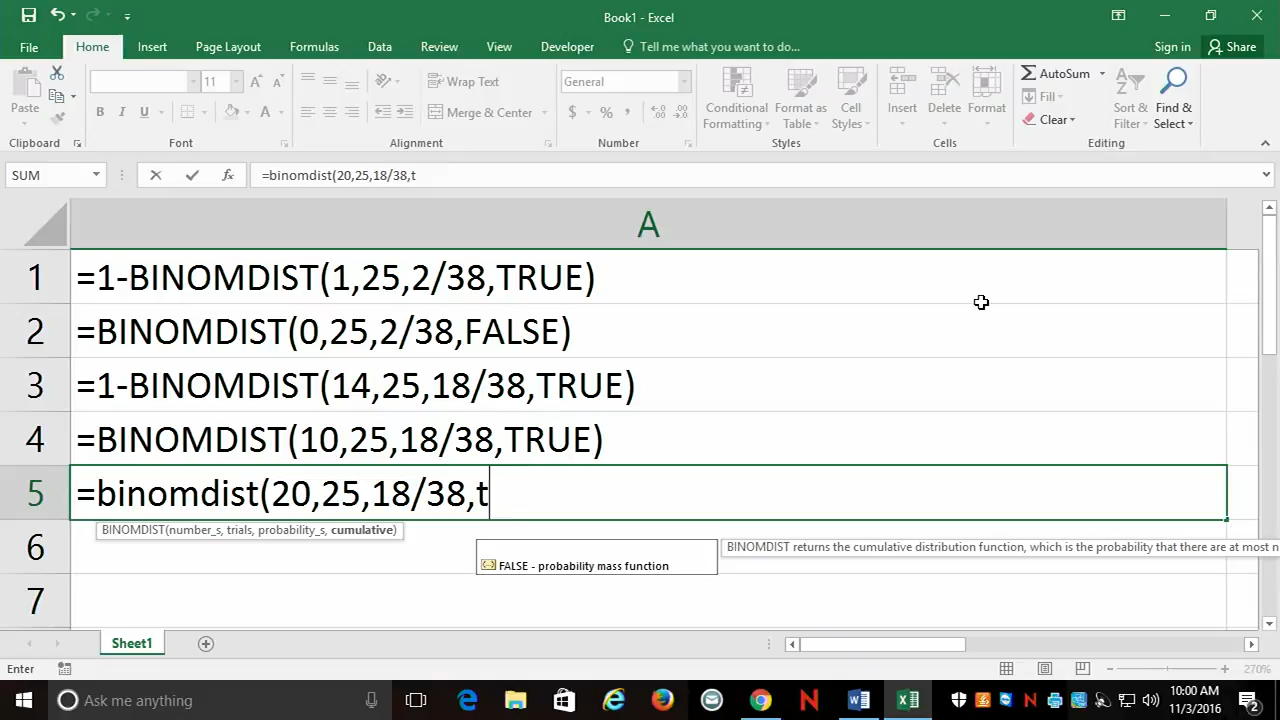 Book1 - Excel
File Home Insert Page Layout Formulas Data Review View Developer Tell me what you want to do... Sign in Share
Paste
Clipboard
11
B I U A
Font
Wrap Text
Merge & Center
Alignment
General
$ % ,
Number
Conditional Formatting
Format as Table
Cell Styles
Styles
Insert Delete Format
Cells
AutoSum
Fill
Clear
Sort & Filter
Find & Select
Editing
SUM fx =binomdist(20,25,18/38,t
A
1 =1-BINOMDIST(1,25,2/38,TRUE)
2 =BINOMDIST(0,25,2/38,FALSE)
3 =1-BINOMDIST(14,25,18/38,TRUE)
4 =BINOMDIST(10,25,18/38,TRUE)
5 =binomdist(20,25,18/38,t
BINOMDIST(number_s, trials, probability_s, cumulative)
6
BINOMDIST returns the cumulative distribution function, which is the probability that there are at most n
FALSE - probability mass function
7
Sheet1
Enter
270%
Ask me anything
10:00 AM
11/3/2016
2